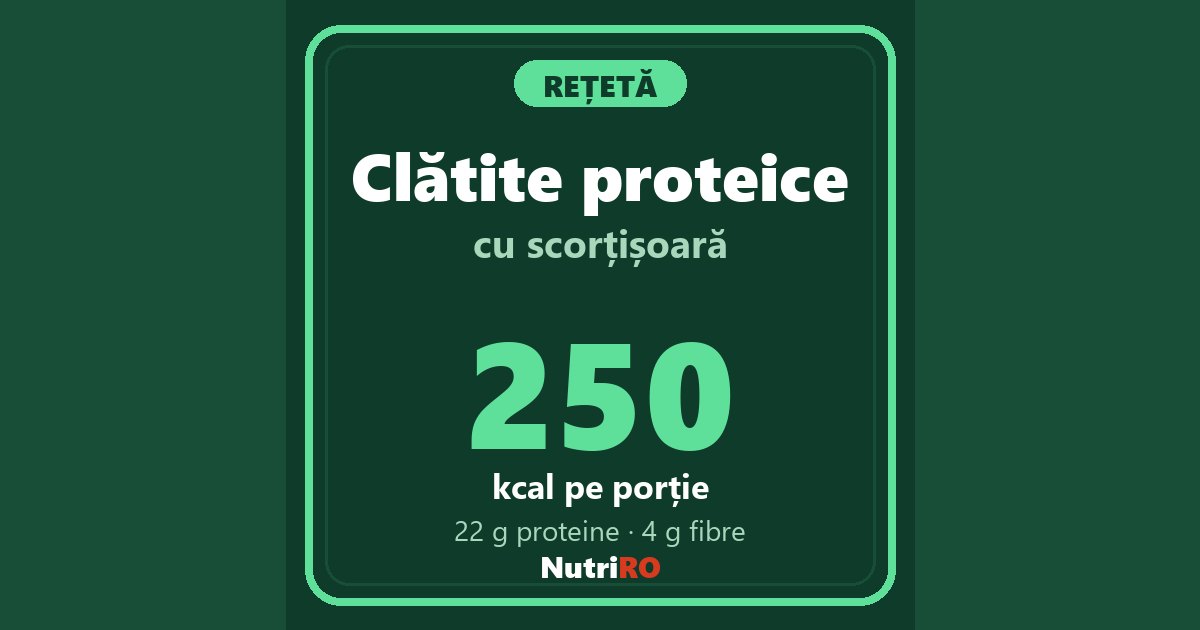 REȚETĂ
Clătite proteice
cu scorțișoară
250
kcal pe porție
22 g proteine · 4 g fibre
NutriRO